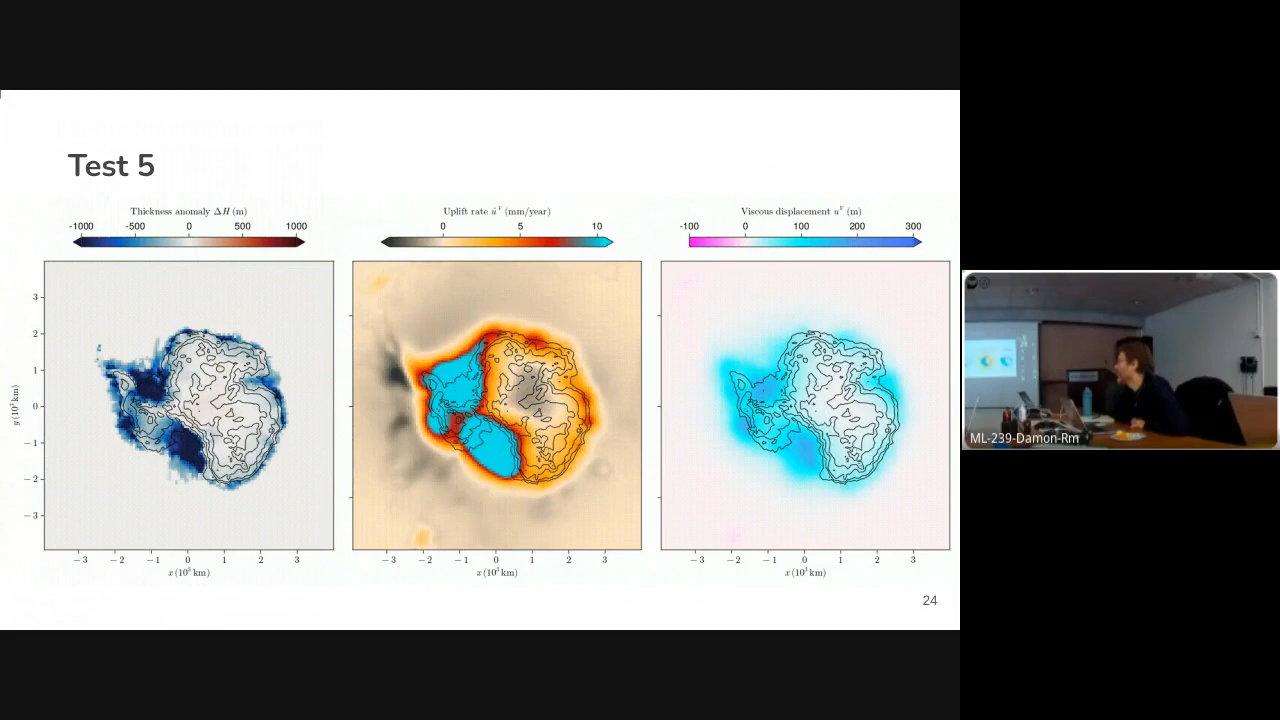 Test 5
Thickness anomaly ΔH (m)
-1000 -500 0 500 1000
Uplift rate u̇ⱽ (mm/year)
0 5 10
Viscous displacement uⱽ (m)
-100 0 100 200 300
y (10³ km)
3
2
1
0
−1
−2
−3
−3 −2 −1 0 1 2 3
x (10³ km)
−3 −2 −1 0 1 2 3
x (10³ km)
−3 −2 −1 0 1 2 3
x (10³ km)
24
ML-239-Damon-Rm